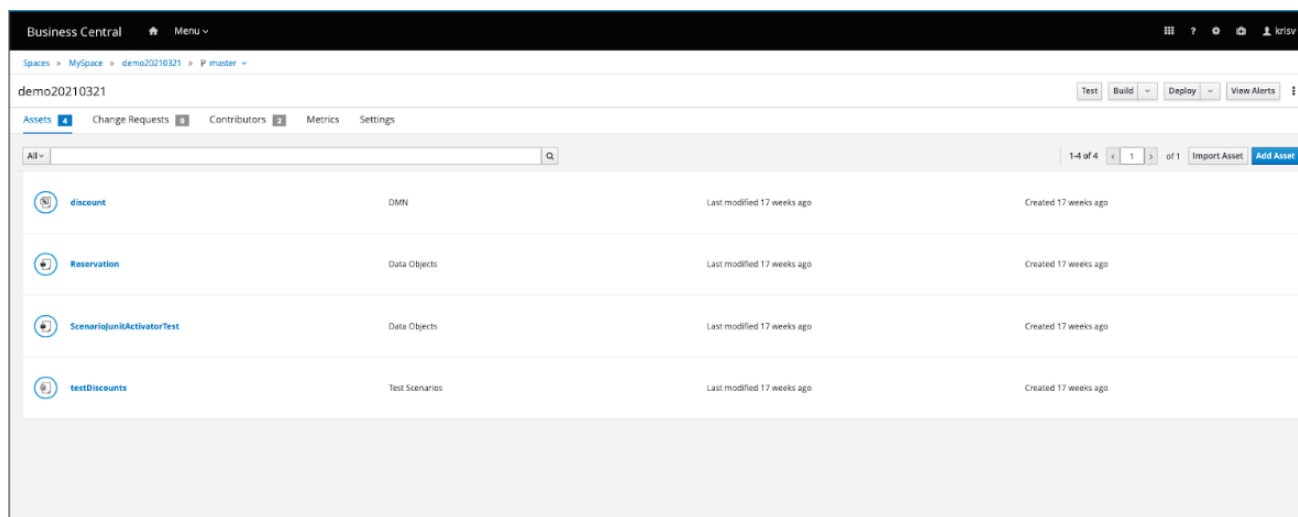 Business Central Menu ? krisv
Spaces » MySpace » demo20210321 » master
demo20210321 Test Build Deploy View Alerts
Assets 4 Change Requests 0 Contributors 2 Metrics Settings
All 1-4 of 4 < 1 > of 1 Import Asset Add Asset
discount DMN Last modified 17 weeks ago Created 17 weeks ago
Reservation Data Objects Last modified 17 weeks ago Created 17 weeks ago
ScenarioJunitActivatorTest Data Objects Last modified 17 weeks ago Created 17 weeks ago
testDiscounts Test Scenarios Last modified 17 weeks ago Created 17 weeks ago